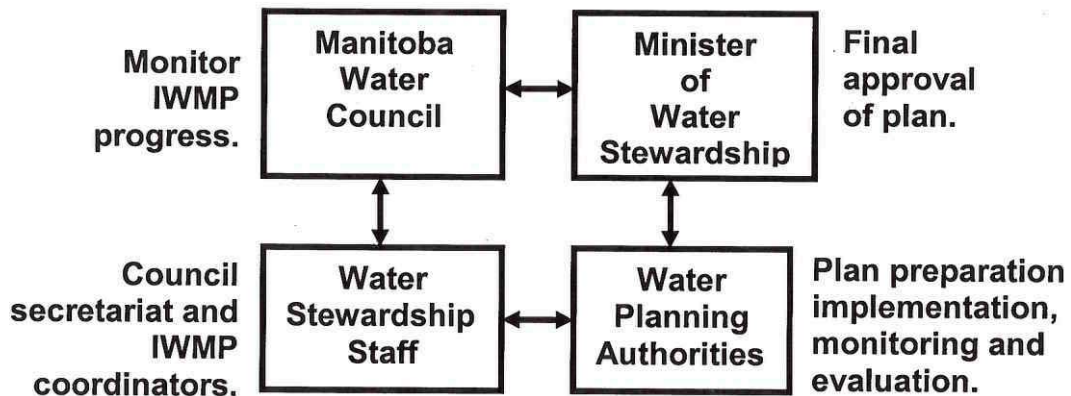 Monitor
IWMP
progress.
Manitoba
Water
Council
Minister
of
Water
Stewardship
Final
approval
of plan.
Council
secretariat and
IWMP
coordinators.
Water
Stewardship
Staff
Water
Planning
Authorities
Plan preparation
implementation,
monitoring and
evaluation.